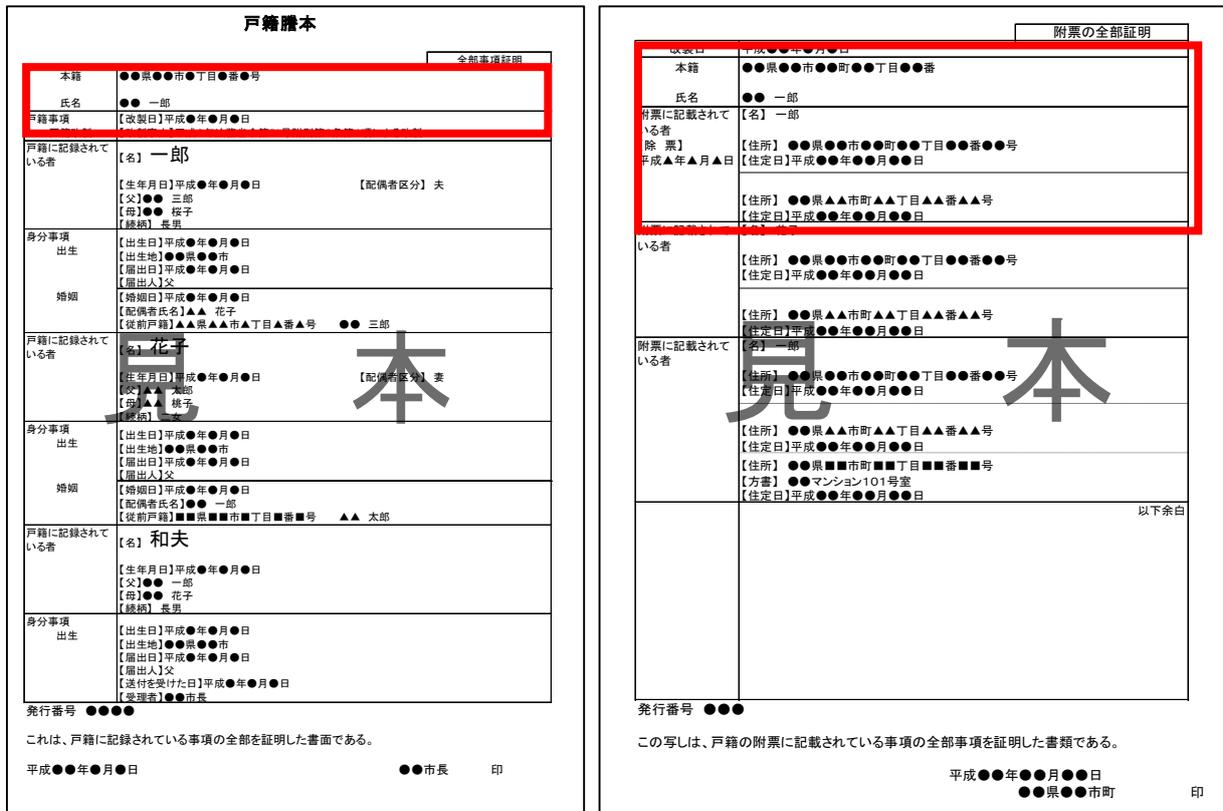 戸籍謄本
全部事項証明
本籍 ●●県●●市●丁目●番●号
氏名 ●● 一郎
戸籍事項 【改製日】平成●年●月●日
戸籍に記録されて
いる者
【名】 一郎
【生年月日】平成●年●月●日 【配偶者区分】 夫
【父】●● 三郎
【母】●● 桜子
【続柄】 長男
身分事項
出生
【出生日】平成●年●月●日
【出生地】●●県●●市
【届出日】平成●年●月●日
【届出人】父
婚姻 【婚姻日】平成●年●月●日
【配偶者氏名】▲▲ 花子
【従前戸籍】▲▲県▲▲市▲丁目▲番▲号 ●● 三郎
戸籍に記録されて
いる者
【名】 花子
【生年月日】平成●年●月●日 【配偶者区分】 妻
【父】▲▲ 太郎
【母】▲▲ 桃子
【続柄】 二女
身分事項
出生
【出生日】平成●年●月●日
【出生地】●●県●●市
【届出日】平成●年●月●日
【届出人】父
婚姻 【婚姻日】平成●年●月●日
【配偶者氏名】●● 一郎
【従前戸籍】■■県■■市■丁目■番■号 ▲▲ 太郎
戸籍に記録されて
いる者
【名】 和夫
【生年月日】平成●年●月●日
【父】●● 一郎
【母】●● 花子
【続柄】 長男
身分事項
出生
【出生日】平成●年●月●日
【出生地】●●県●●市
【届出日】平成●年●月●日
【届出人】父
【送付を受けた日】平成●年●月●日
【受理者】●●市長
発行番号 ●●●●
これは、戸籍に記録されている事項の全部を証明した書面である。
平成●●年●月●日 ●●市長 印
見 本
附票の全部証明
改製日 平成●●年●月●日
本籍 ●●県●●市●●町●●丁目●●番
氏名 ●● 一郎
附票に記載されて
いる者
【除 票】
平成▲年▲月▲日
【名】 一郎
【住所】 ●●県●●市●●町●●丁目●●番●●号
【住定日】平成●●年●●月●●日
【住所】 ●●県▲▲市町▲▲丁目▲▲番▲▲号
【住定日】平成●●年●●月●●日
附票に記載されて
いる者
【名】 花子
【住所】 ●●県●●市●●町●●丁目●●番●●号
【住定日】平成●●年●●月●●日
【住所】 ●●県▲▲市町▲▲丁目▲▲番▲▲号
【住定日】平成●●年●●月●●日
附票に記載されて
いる者
【名】 一郎
【住所】 ●●県●●市●●町●●丁目●●番●●号
【住定日】平成●●年●●月●●日
【住所】 ●●県▲▲市町▲▲丁目▲▲番▲▲号
【住定日】平成●●年●●月●●日
【住所】 ●●県■■市町■■丁目■■番■■号
【方書】 ●●マンション101号室
【住定日】平成●●年●●月●●日
以下余白
発行番号 ●●●
この写しは、戸籍の附票に記載されている事項の全部事項を証明した書類である。
平成●●年●●月●●日
●●県●●市町 印
見 本